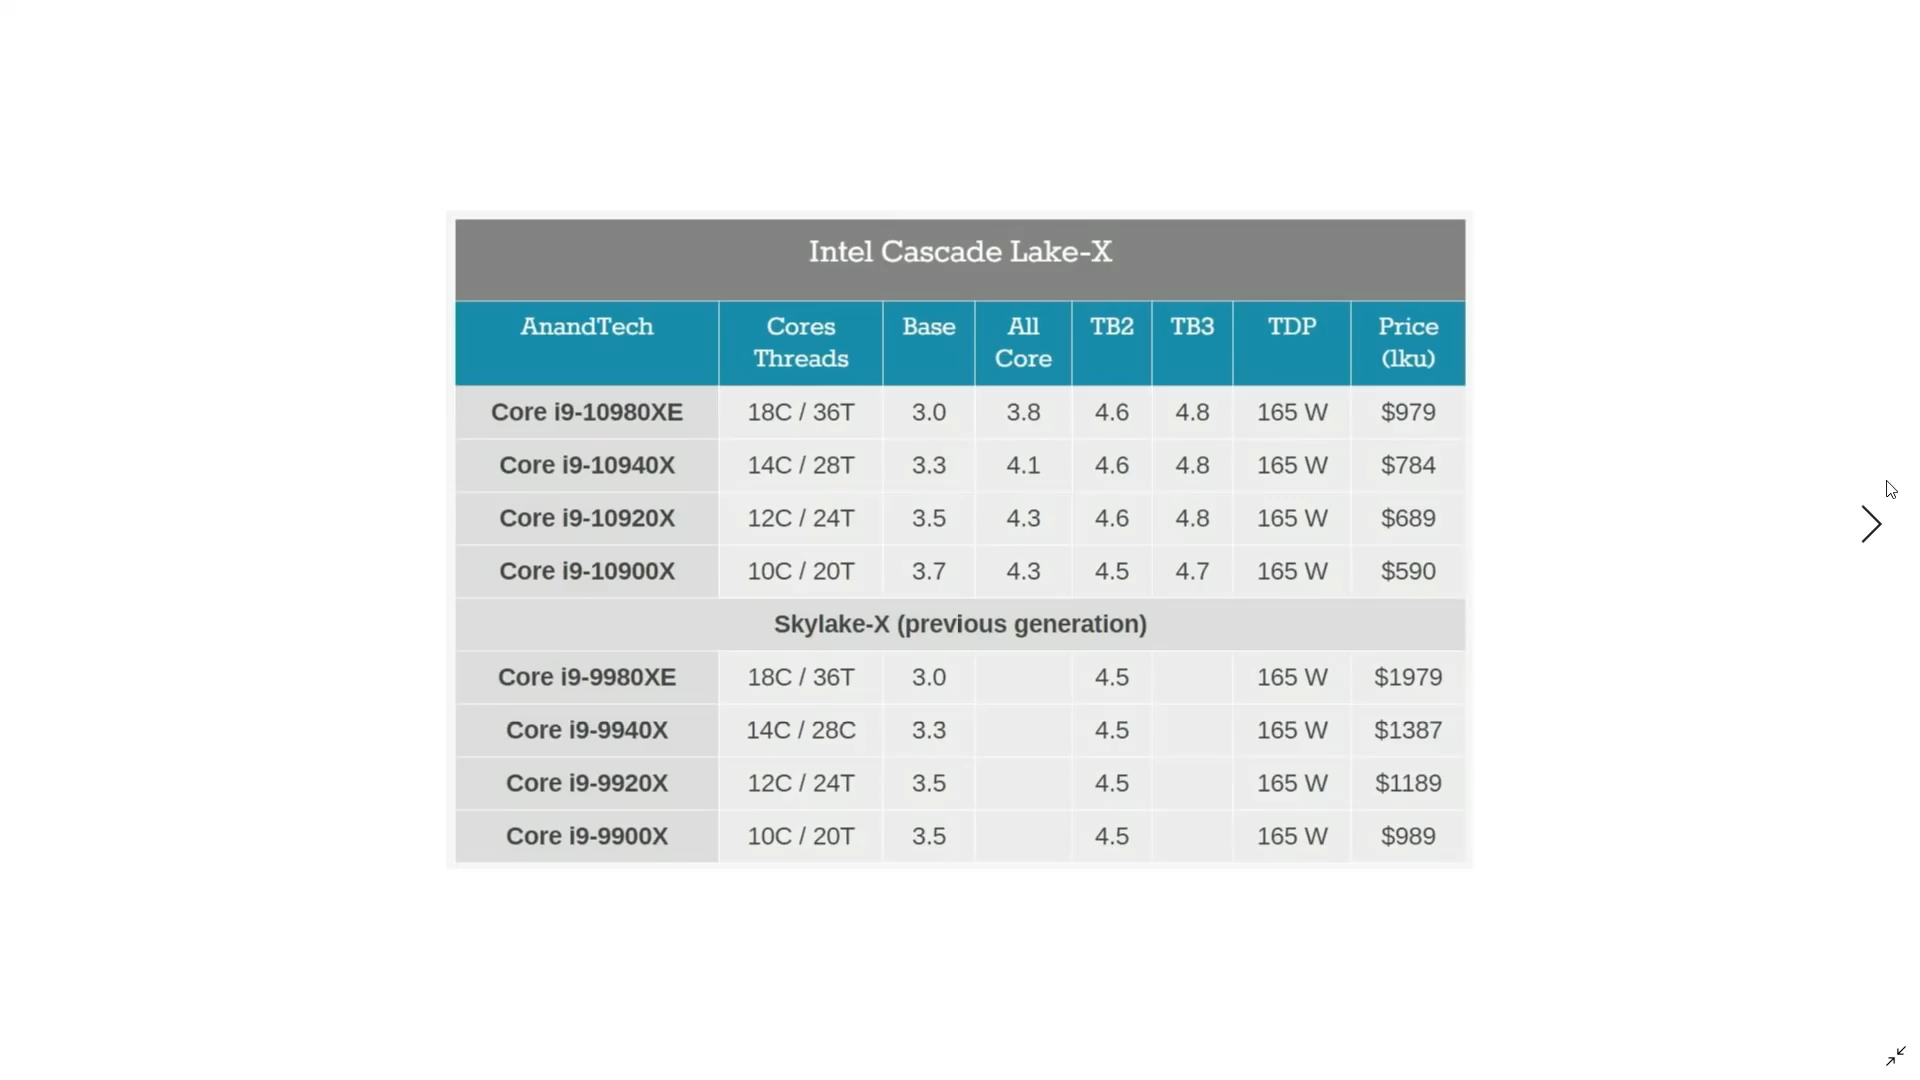 Intel Cascade Lake-X
AnandTech Cores Threads Base All Core TB2 TB3 TDP Price (1ku)
Core i9-10980XE 18C / 36T 3.0 3.8 4.6 4.8 165 W $979
Core i9-10940X 14C / 28T 3.3 4.1 4.6 4.8 165 W $784
Core i9-10920X 12C / 24T 3.5 4.3 4.6 4.8 165 W $689
Core i9-10900X 10C / 20T 3.7 4.3 4.5 4.7 165 W $590
Skylake-X (previous generation)
Core i9-9980XE 18C / 36T 3.0 4.5 165 W $1979
Core i9-9940X 14C / 28C 3.3 4.5 165 W $1387
Core i9-9920X 12C / 24T 3.5 4.5 165 W $1189
Core i9-9900X 10C / 20T 3.5 4.5 165 W $989